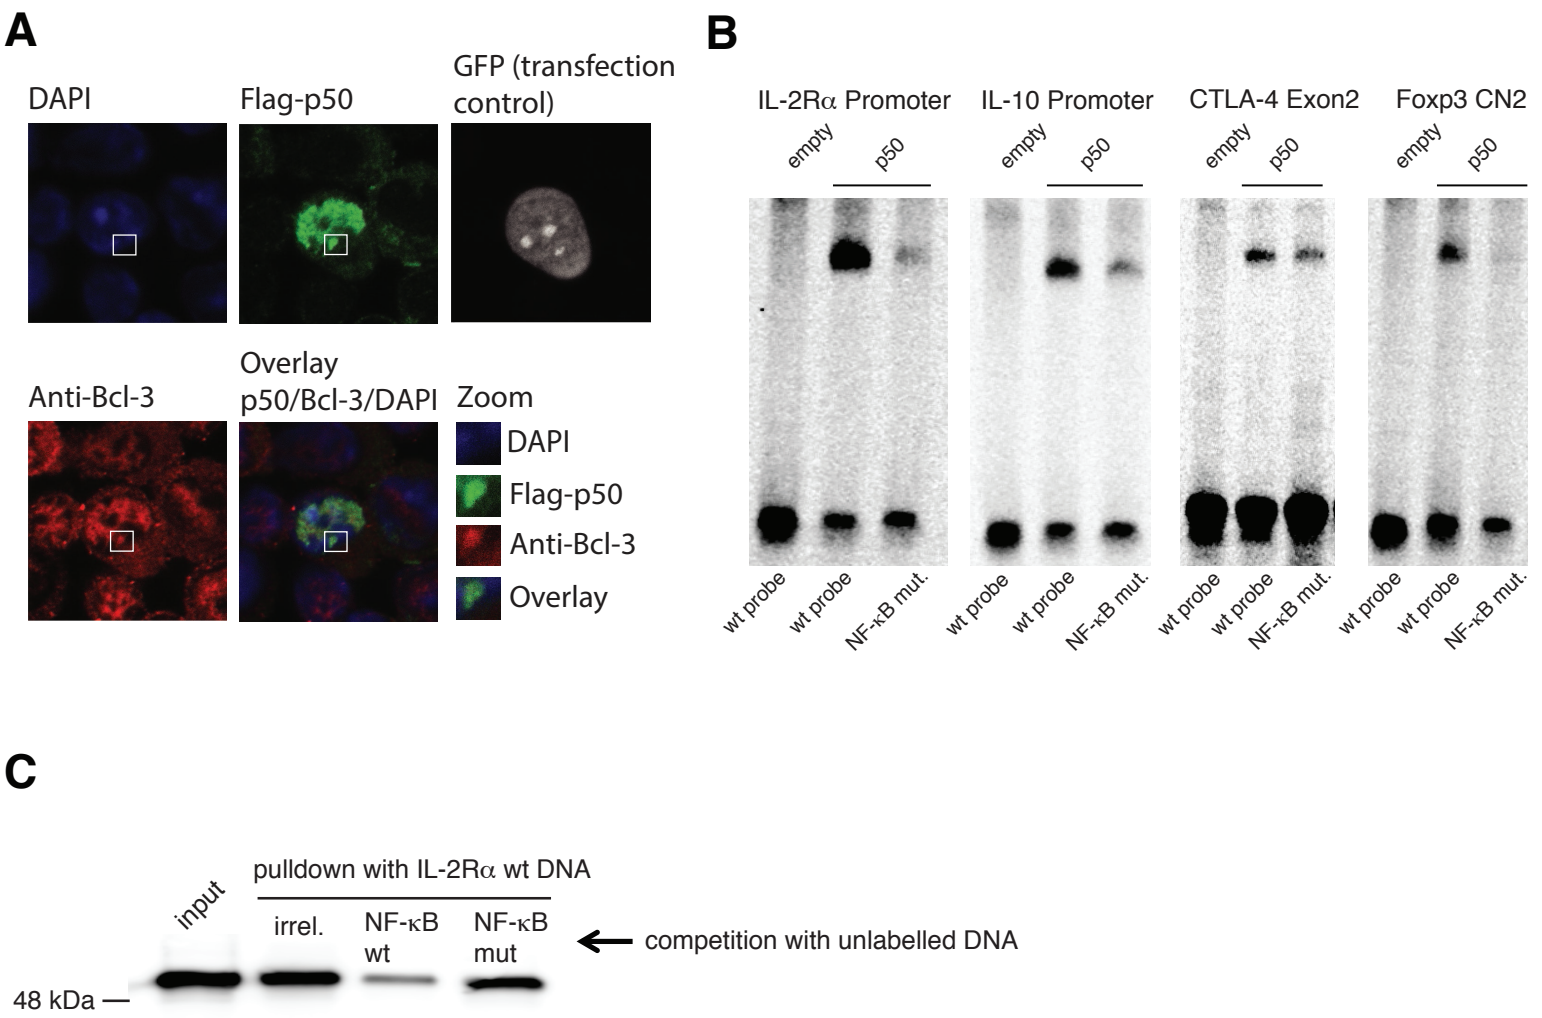 A
DAPI
Flag-p50
GFP (transfection
control)
Anti-Bcl-3
Overlay
p50/Bcl-3/DAPI
Zoom
DAPI
Flag-p50
Anti-Bcl-3
Overlay
B
IL-2Rα Promoter
IL-10 Promoter
CTLA-4 Exon2
Foxp3 CN2
empty
p50
empty
p50
empty
p50
empty
p50
wt probe
wt probe
NF-κB mut.
wt probe
wt probe
NF-κB mut.
wt probe
wt probe
NF-κB mut.
wt probe
wt probe
NF-κB mut.
C
pulldown with IL-2Rα wt DNA
input
irrel.
NF-κB
wt
NF-κB
mut
competition with unlabelled DNA
48 kDa